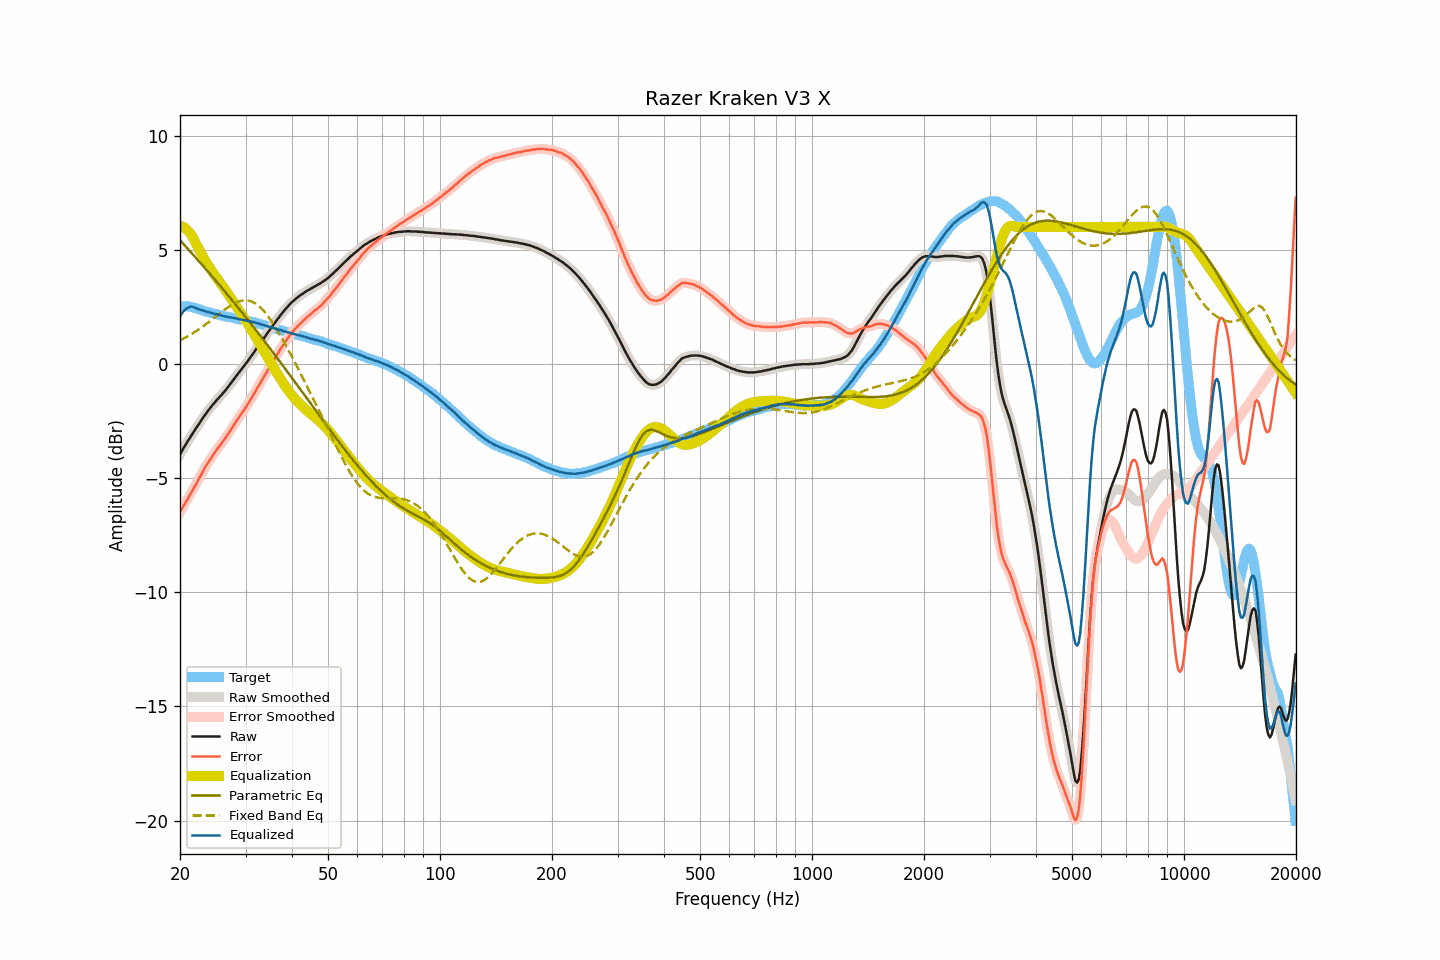 Razer Kraken V3 X
10
5
0
−5
−10
−15
−20
Amplitude (dBr)
Target
Raw Smoothed
Error Smoothed
Raw
Error
Equalization
Parametric Eq
Fixed Band Eq
Equalized
20 50 100 200 500 1000 2000 5000 10000 20000
Frequency (Hz)